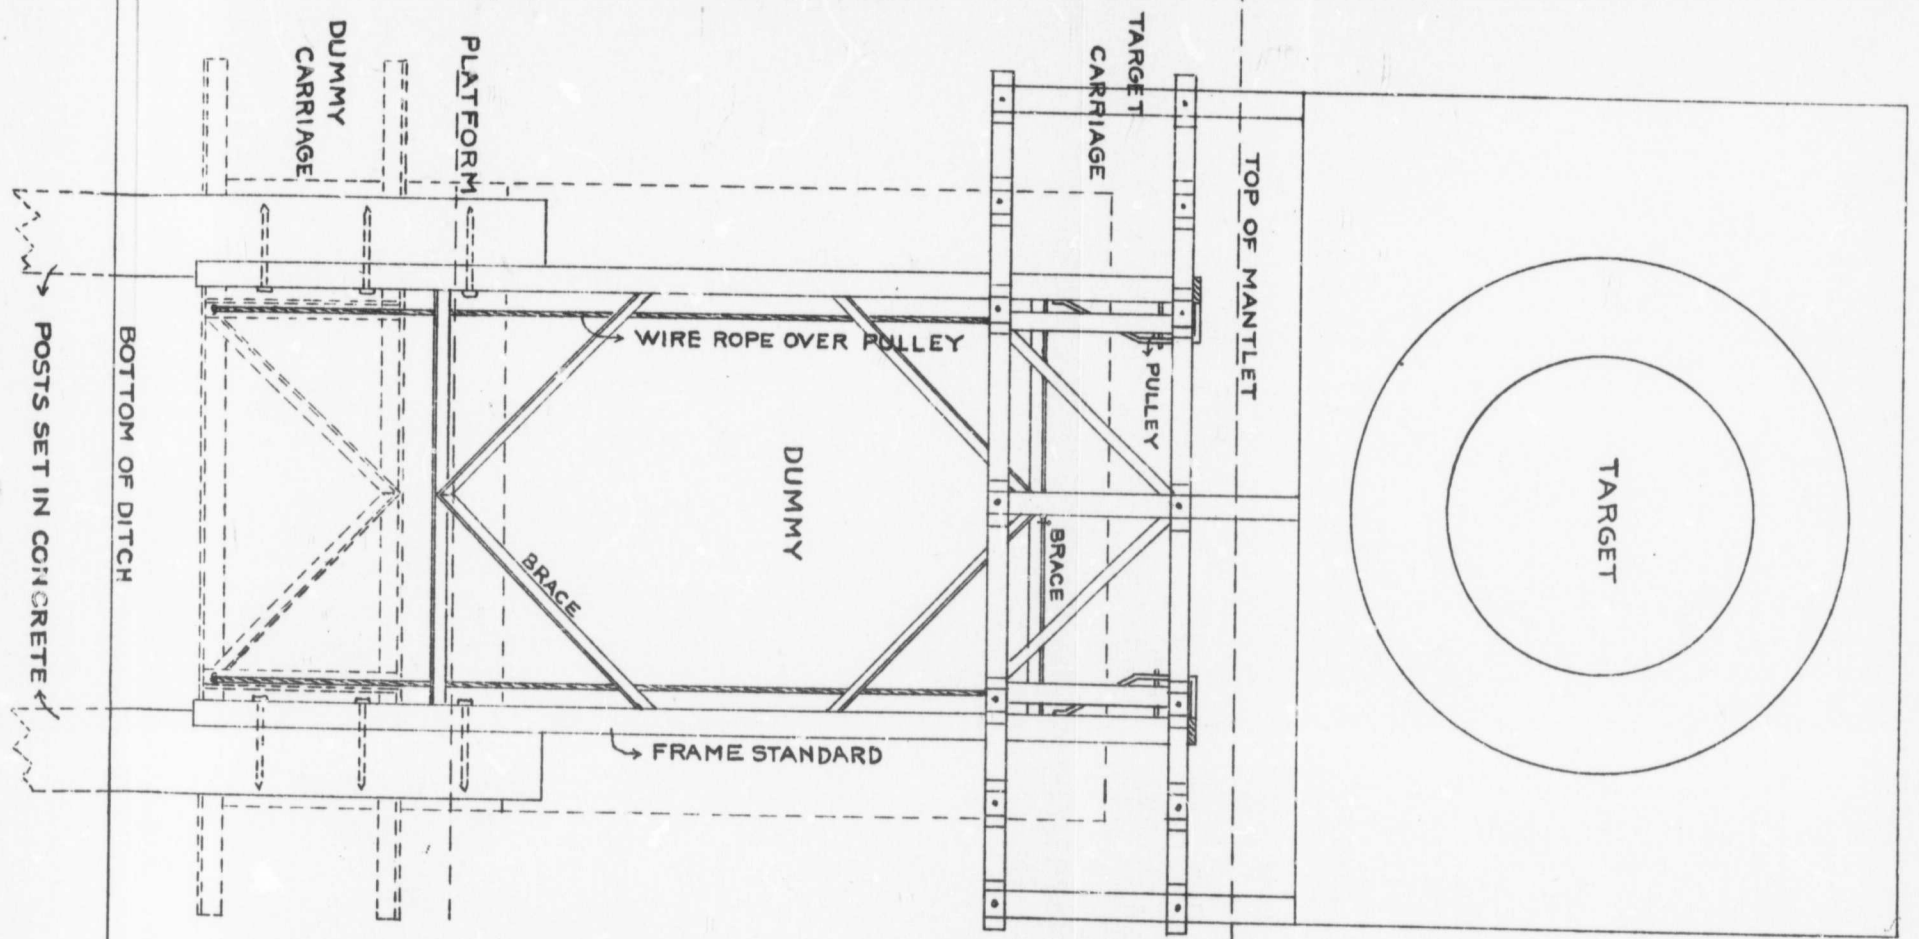 TARGET
TOP OF MANTLET
TARGET
CARRIAGE
PULLEY
BRACE
DUMMY
WIRE ROPE OVER PULLEY
FRAME STANDARD
BRACE
PLATFORM
DUMMY
CARRIAGE
BOTTOM OF DITCH
POSTS SET IN CONCRETE